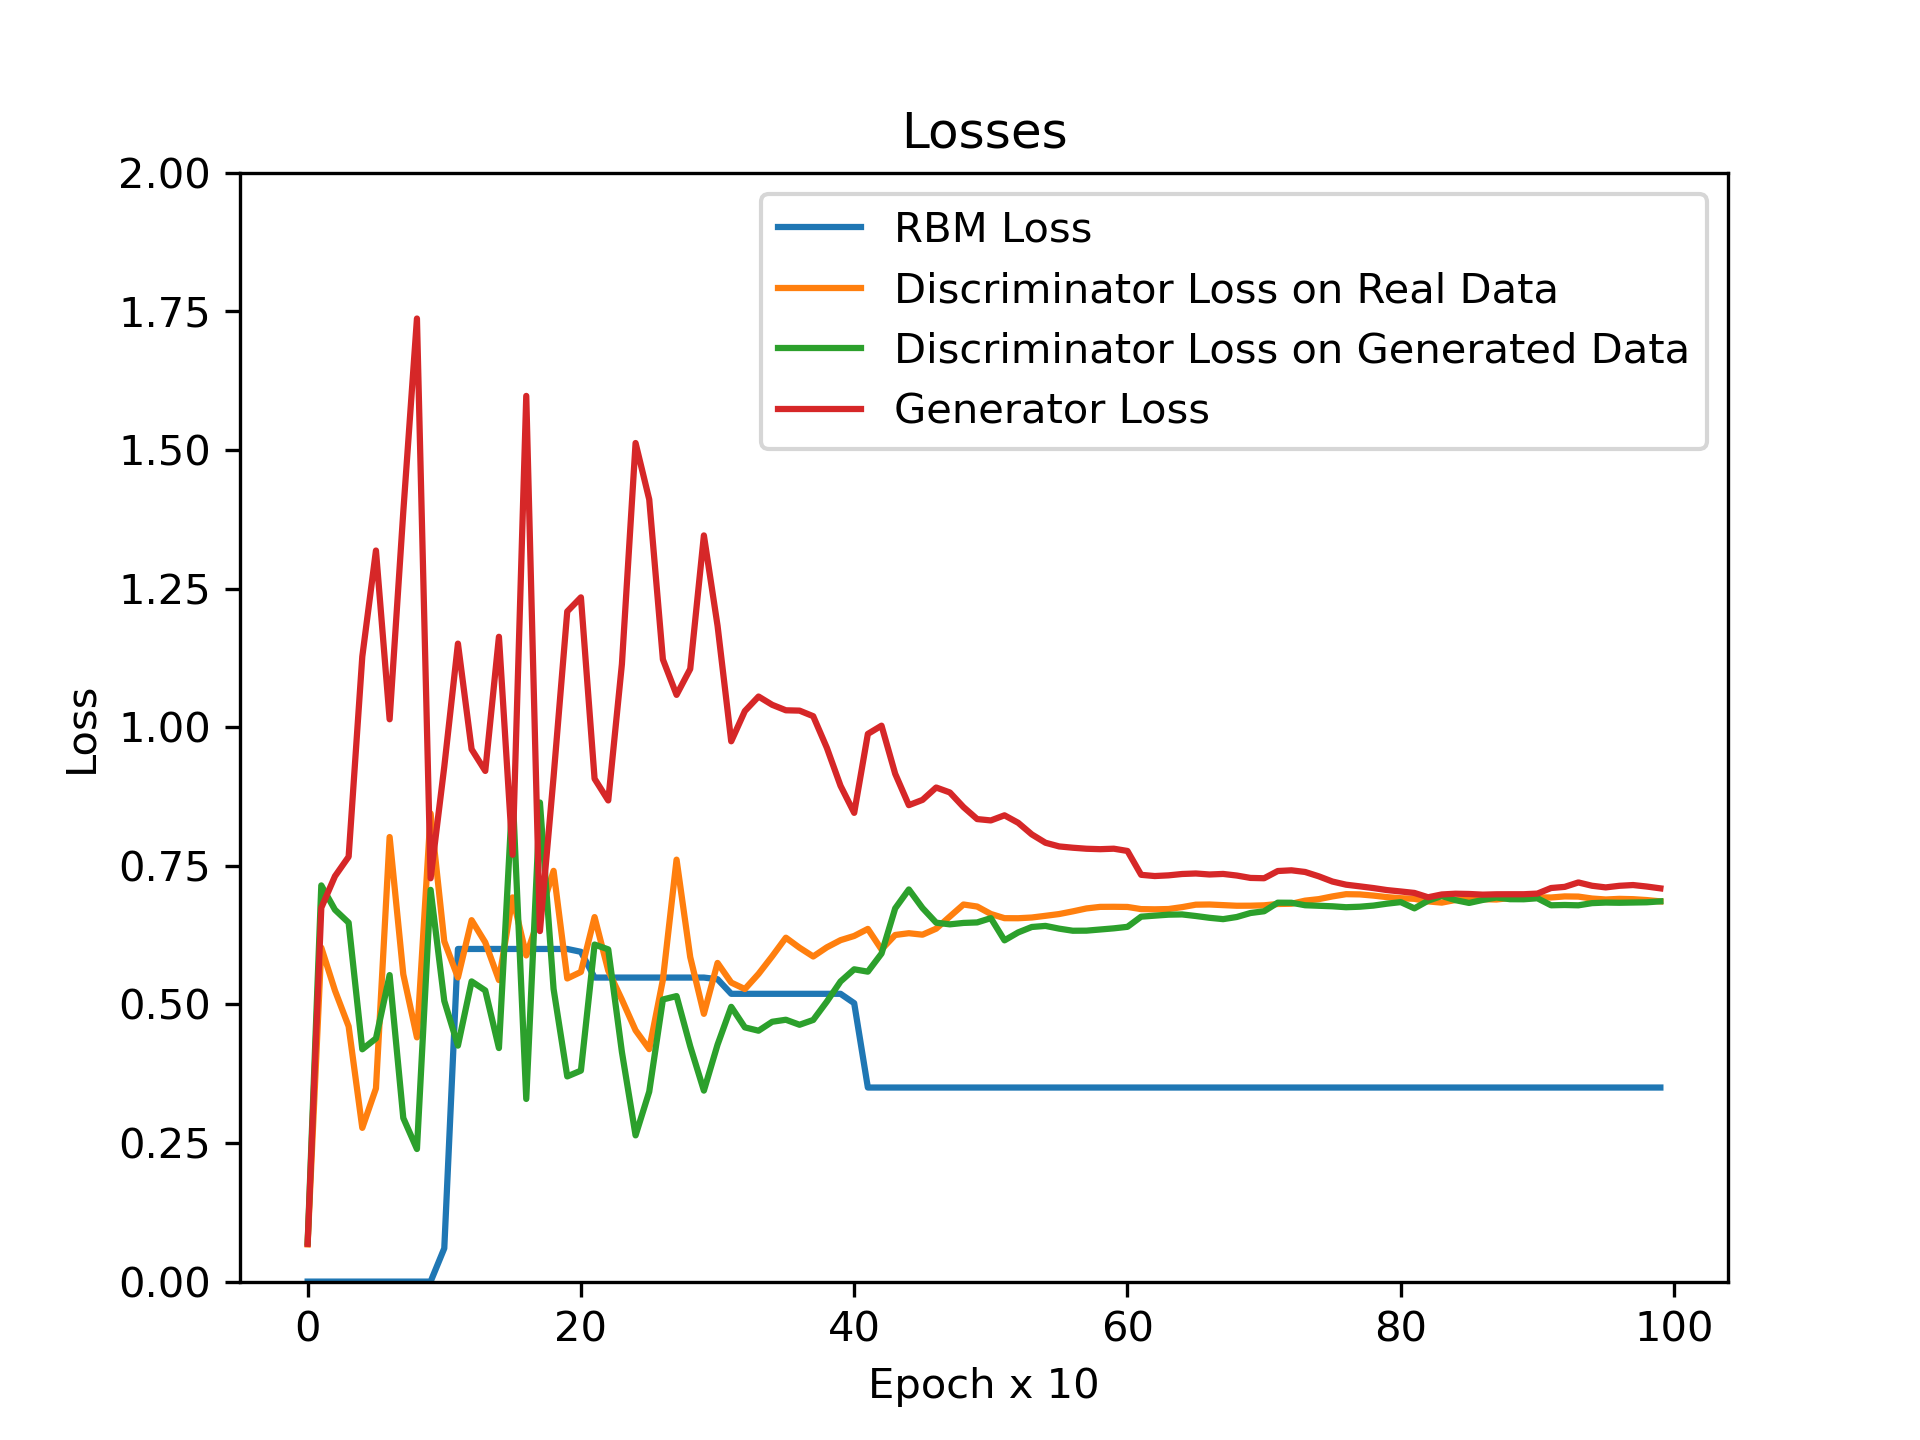 Losses
2.00
1.75
1.50
1.25
1.00
0.75
0.50
0.25
0.00
Loss
RBM Loss
Discriminator Loss on Real Data
Discriminator Loss on Generated Data
Generator Loss
0 20 40 60 80 100
Epoch x 10